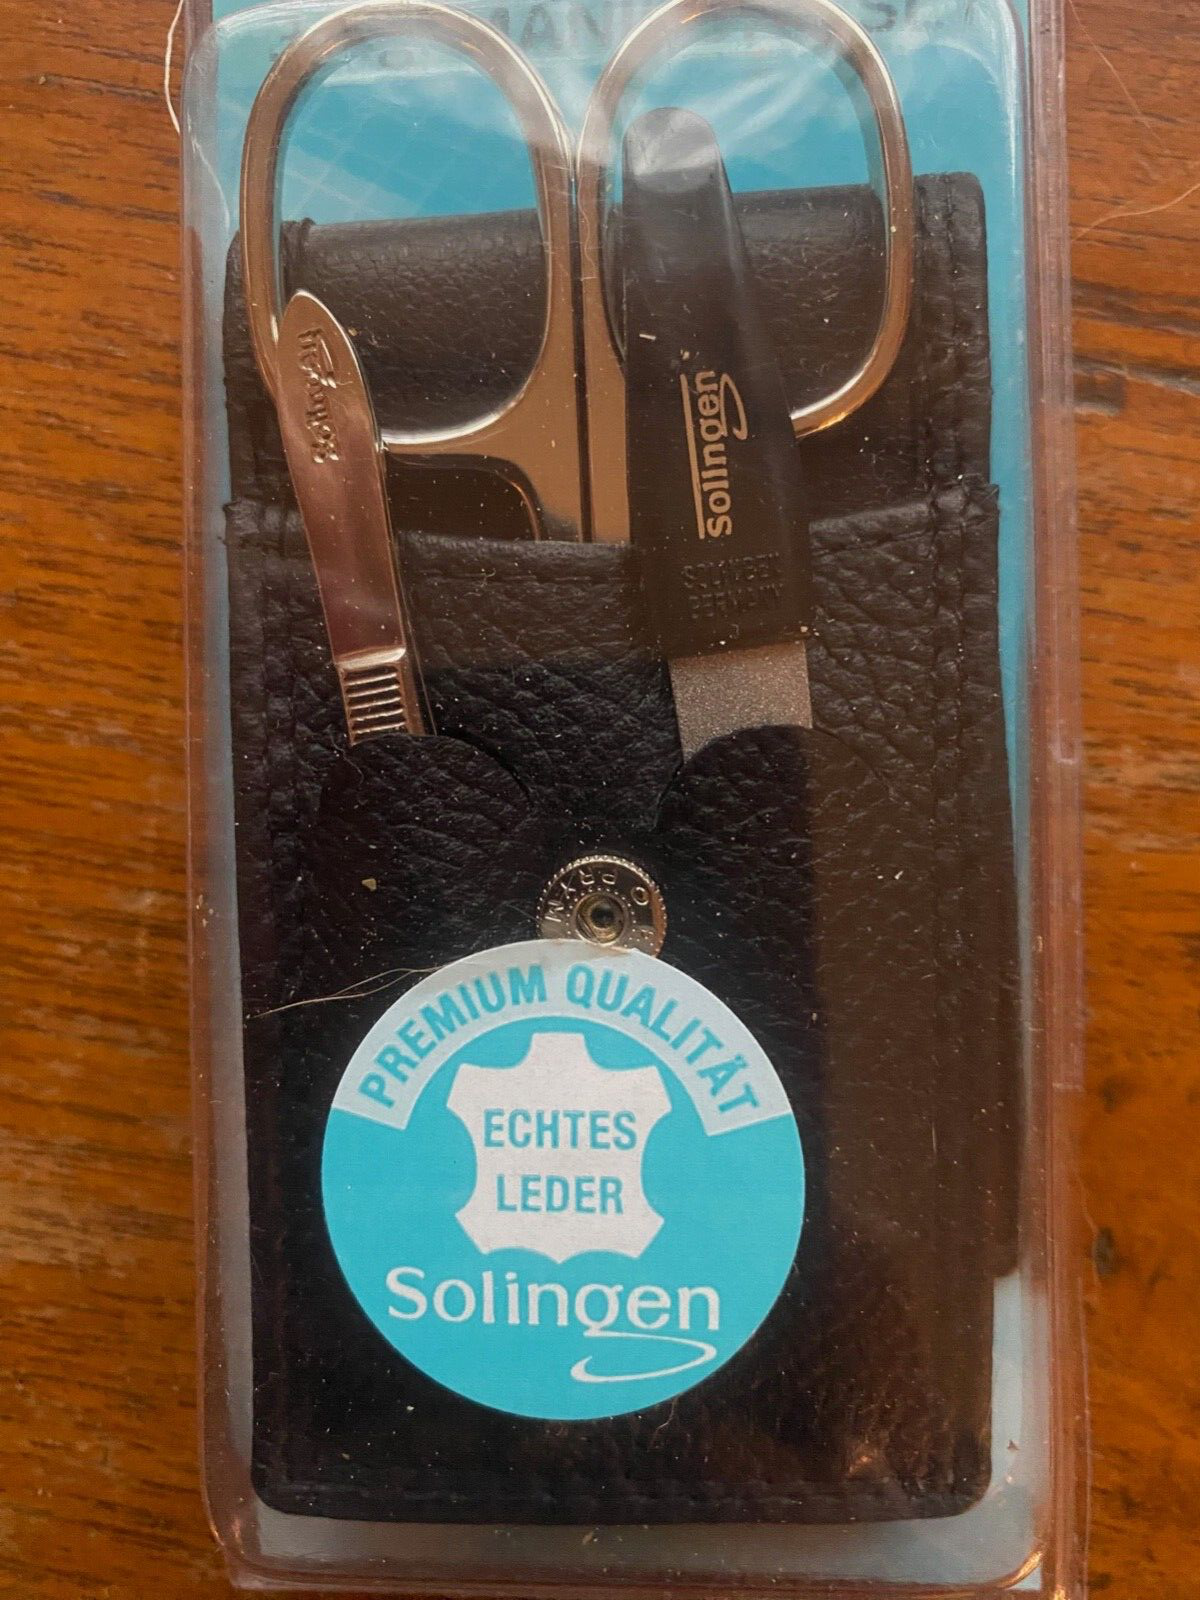 Solingen
solingen
SOLINGEN
GERMANY
PRYM
PREMIUM QUALITÄT
ECHTES
LEDER
Solingen